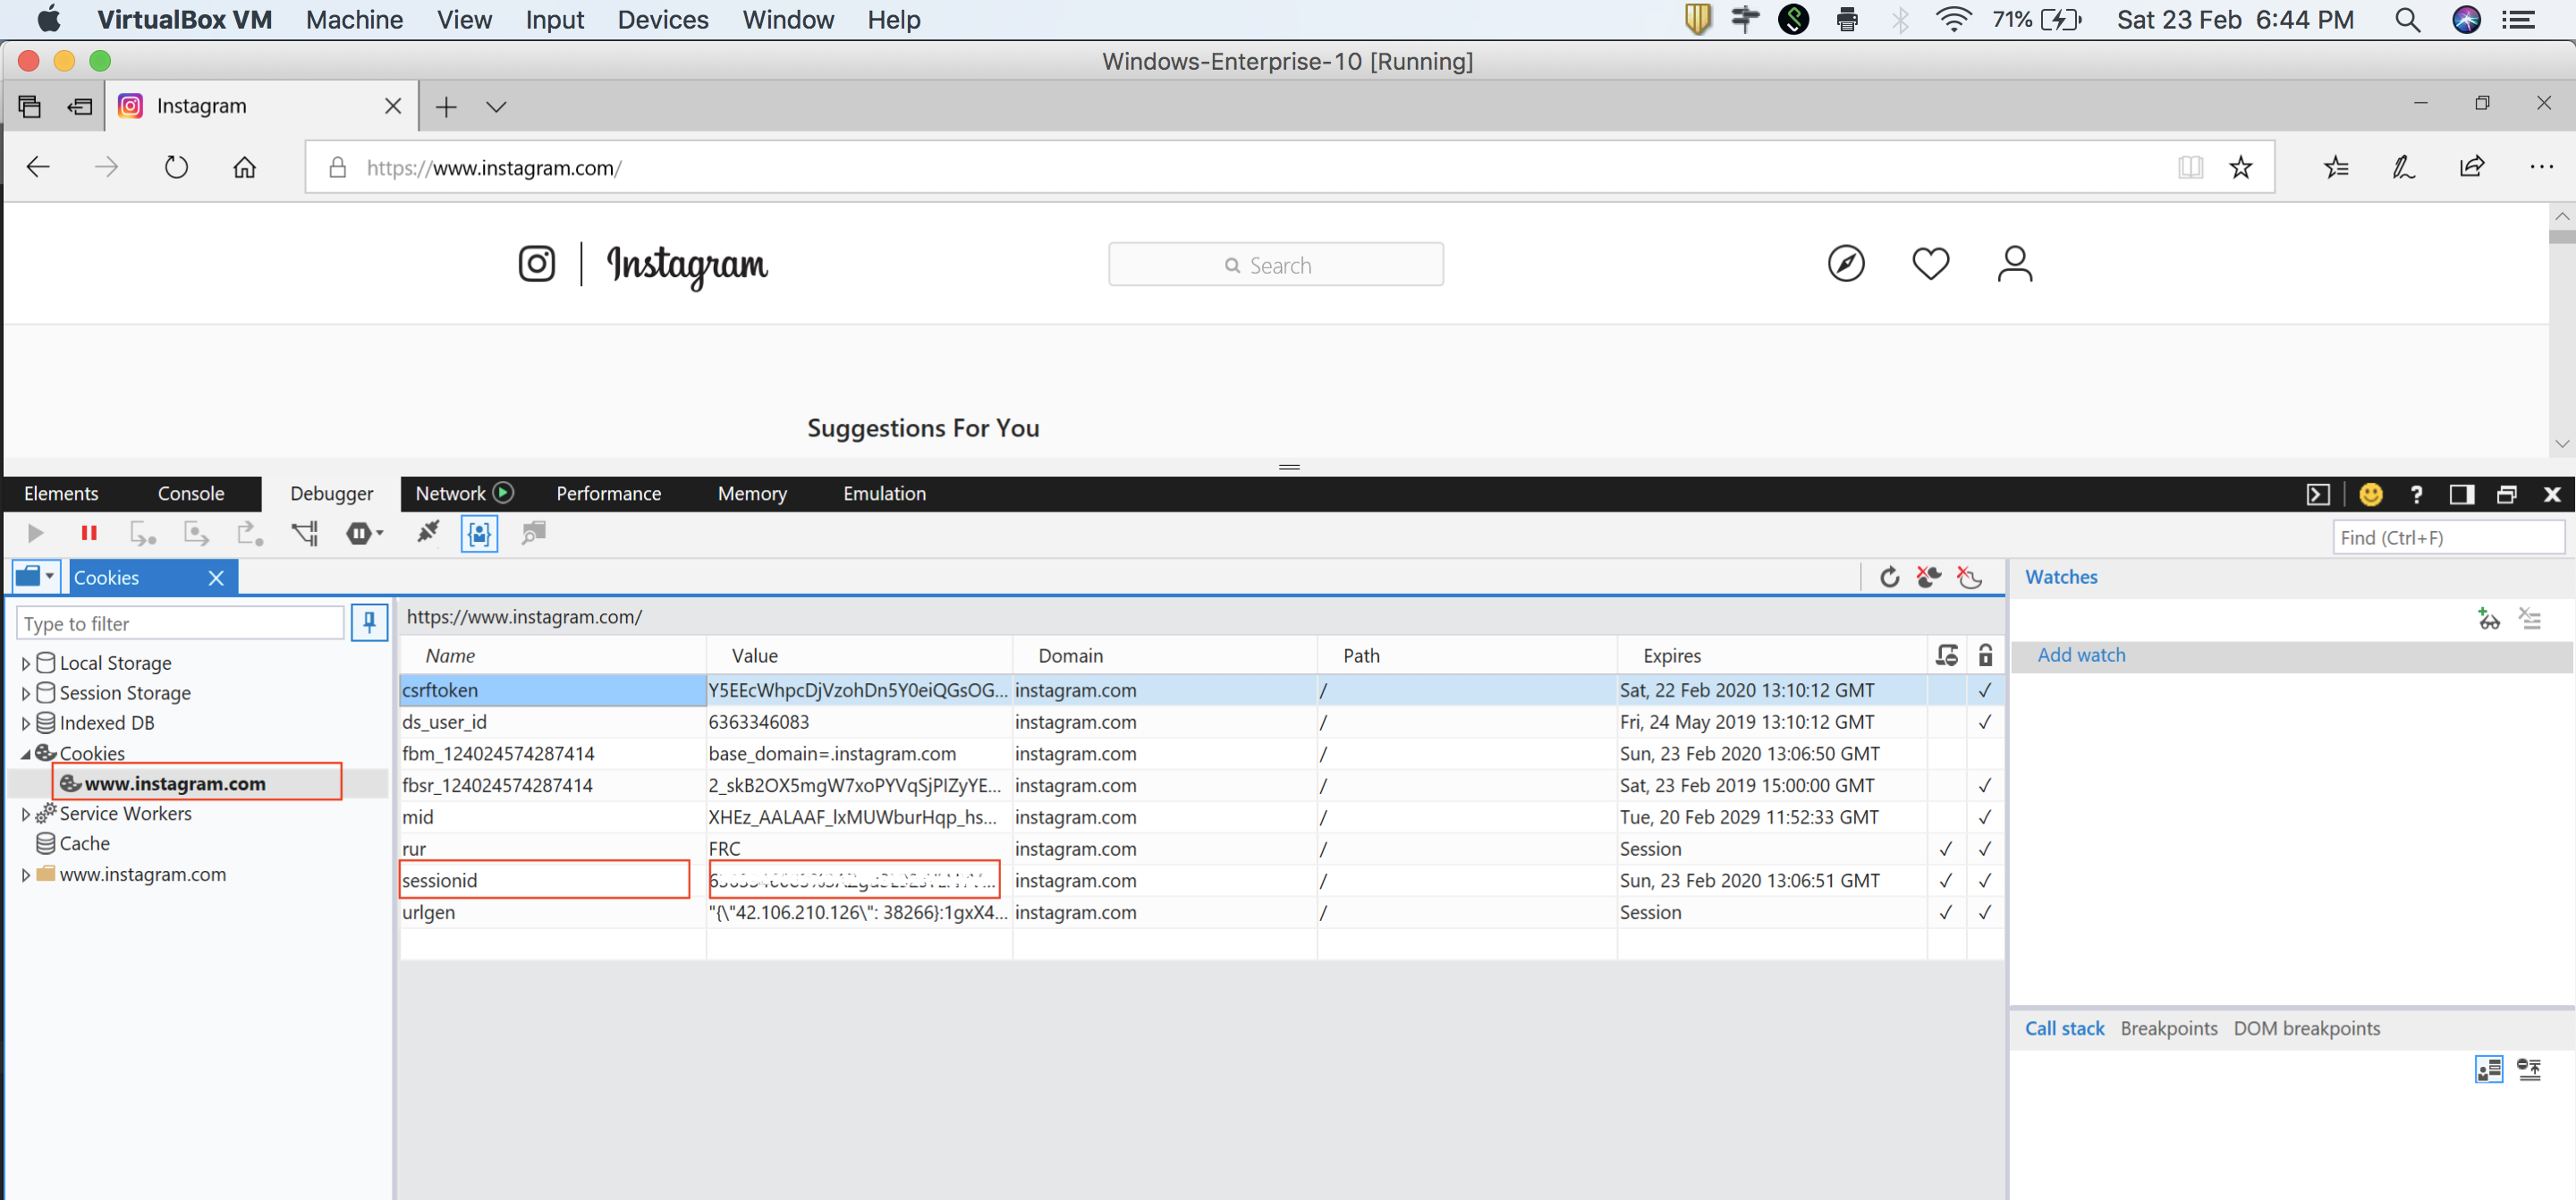 VirtualBox VM Machine View Input Devices Window Help 71% Sat 23 Feb 6:44 PM
Windows-Enterprise-10 [Running]
Instagram
https://www.instagram.com/
Instagram Search
Suggestions For You
Elements Console Debugger Network Performance Memory Emulation ?
Find (Ctrl+F)
Cookies Watches
Type to filter https://www.instagram.com/
Name Value Domain Path Expires
Add watch
Local Storage
Session Storage
Indexed DB
Cookies
www.instagram.com
Service Workers
Cache
www.instagram.com
csrftoken Y5EEcWhpcDjVzohDn5Y0eiQGsOG... instagram.com / Sat, 22 Feb 2020 13:10:12 GMT ✓
ds_user_id 6363346083 instagram.com / Fri, 24 May 2019 13:10:12 GMT ✓
fbm_124024574287414 base_domain=.instagram.com instagram.com / Sun, 23 Feb 2020 13:06:50 GMT
fbsr_124024574287414 2_skB2OX5mgW7xoPYVqSjPIZyYE... instagram.com / Sat, 23 Feb 2019 15:00:00 GMT ✓
mid XHEz_AALAAF_lxMUWburHqp_hs... instagram.com / Tue, 20 Feb 2029 11:52:33 GMT ✓
rur FRC instagram.com / Session ✓ ✓
sessionid instagram.com / Sun, 23 Feb 2020 13:06:51 GMT ✓ ✓
urlgen "{\"42.106.210.126\": 38266}:1gxX4... instagram.com / Session ✓ ✓
Call stack Breakpoints DOM breakpoints